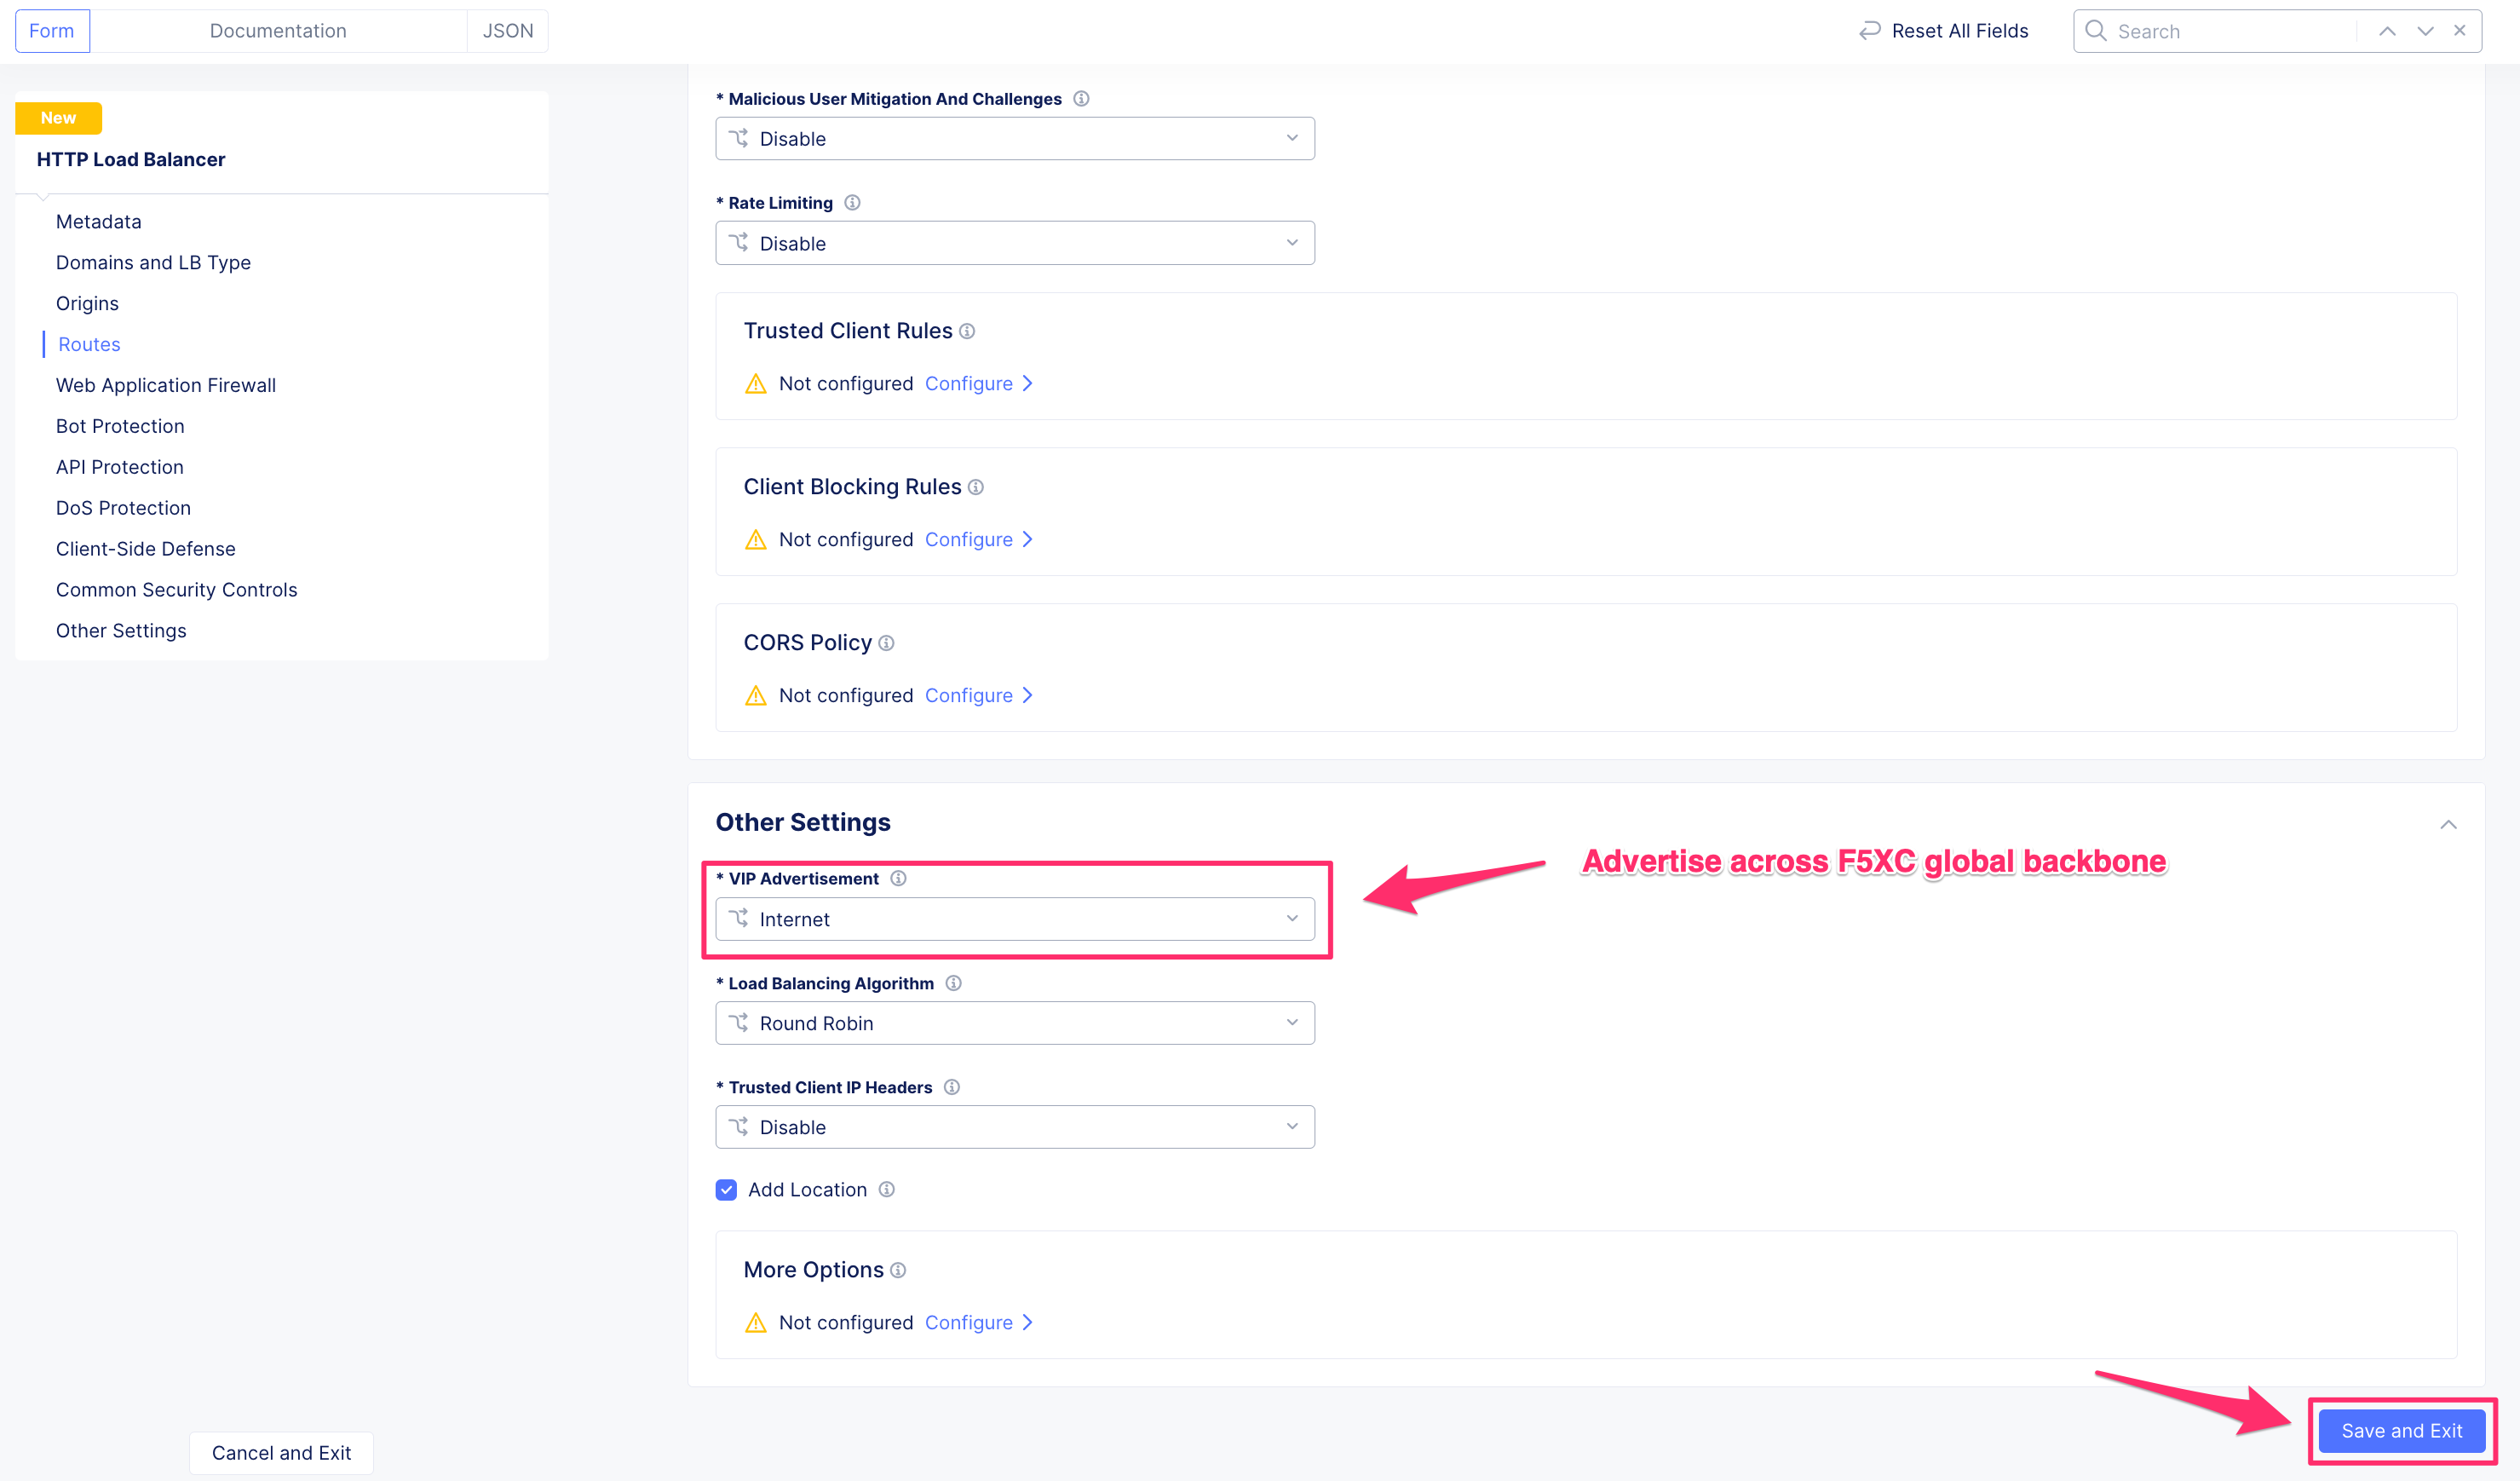 Form
Documentation
JSON
Reset All Fields
Search
New
HTTP Load Balancer
Metadata
Domains and LB Type
Origins
Routes
Web Application Firewall
Bot Protection
API Protection
DoS Protection
Client-Side Defense
Common Security Controls
Other Settings
* Malicious User Mitigation And Challenges
Disable
* Rate Limiting
Disable
Trusted Client Rules
Not configured Configure
Client Blocking Rules
Not configured Configure
CORS Policy
Not configured Configure
Other Settings
* VIP Advertisement
Internet
Advertise across F5XC global backbone
* Load Balancing Algorithm
Round Robin
* Trusted Client IP Headers
Disable
Add Location
More Options
Not configured Configure
Cancel and Exit
Save and Exit